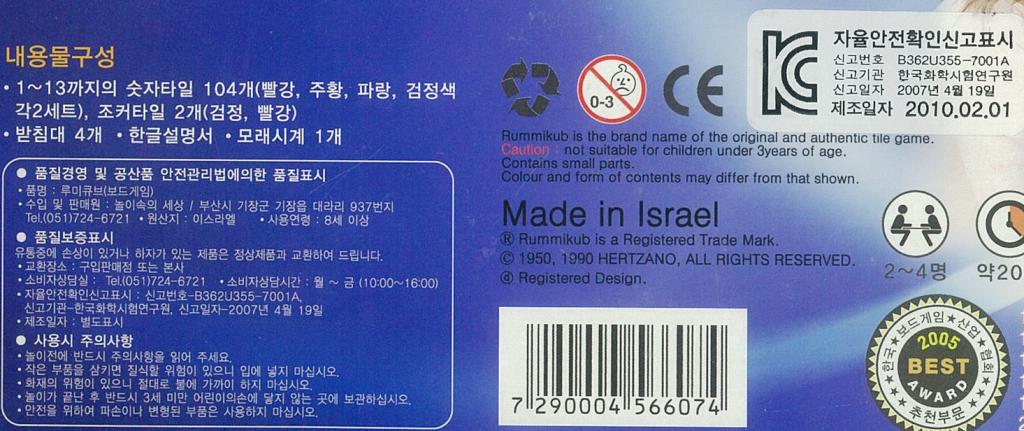 내용물구성
• 1～13까지의 숫자타일 104개(빨강, 주황, 파랑, 검정색
각2세트), 조커타일 2개(검정, 빨강)
• 받침대 4개 • 한글설명서 • 모래시계 1개
● 품질경영 및 공산품 안전관리법에의한 품질표시
• 품명 : 루미큐브(보드게임)
• 수입 및 판매원 : 놀이속의 세상 / 부산시 기장군 기장읍 대라리 937번지
Tel.(051)724-6721 • 원산지 : 이스라엘 • 사용연령 : 8세 이상
● 품질보증표시
유통중에 손상이 있거나 하자가 있는 제품은 정상제품과 교환하여 드립니다.
• 교환장소 : 구입판매점 또는 본사
• 소비자상담실 : Tel.(051)724-6721 • 소비자상담시간 : 월 ~ 금 (10:00~16:00)
• 자율안전확인신고표시 : 신고번호-B362U355-7001A,
신고기관-한국화학시험연구원, 신고일자-2007년 4월 19일
• 제조일자 : 별도표시
● 사용시 주의사항
• 놀이전에 반드시 주의사항을 읽어 주세요.
• 작은 부품을 삼키면 질식할 위험이 있으니 입에 넣지 마십시오.
• 화재의 위험이 있으니 절대로 불에 가까이 하지 마십시오.
• 놀이가 끝난 후 반드시 3세 미만 어린이의손에 닿지 않는 곳에 보관하십시오.
• 안전을 위하여 파손이나 변형된 부품은 사용하지 마십시오.
0-3
CE
KC
자율안전확인신고표시
신고번호 B362U355-7001A
신고기관 한국화학시험연구원
신고일자 2007년 4월 19일
제조일자 2010.02.01
Rummikub is the brand name of the original and authentic tile game.
Caution : not suitable for children under 3years of age.
Contains small parts.
Colour and form of contents may differ from that shown.
Made in Israel
® Rummikub is a Registered Trade Mark.
© 1950, 1990 HERTZANO, ALL RIGHTS RESERVED.
ⓓ Registered Design.
2～4명
약20
7 290004 566074
한국★보드게임★산업★협회
2005
BEST
AWARD
추천부문